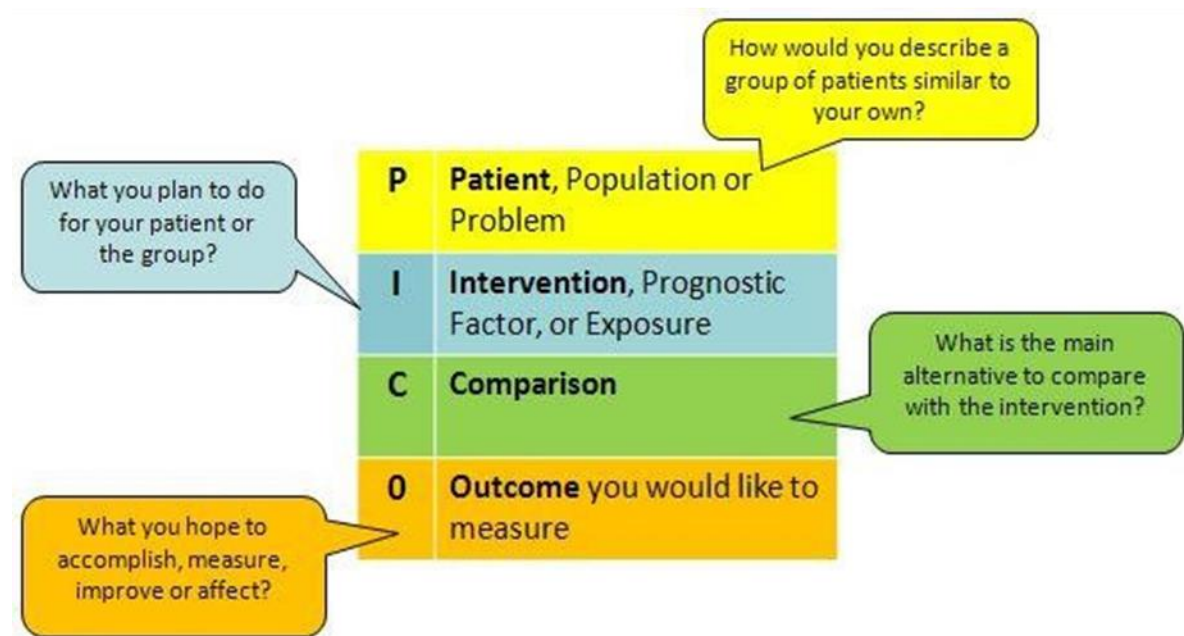 How would you describe a
group of patients similar to
your own?
P
Patient, Population or
Problem
What you plan to do
for your patient or
the group?
I
Intervention, Prognostic
Factor, or Exposure
C
Comparison
What is the main
alternative to compare
with the intervention?
0
Outcome you would like to
measure
What you hope to
accomplish, measure,
improve or affect?